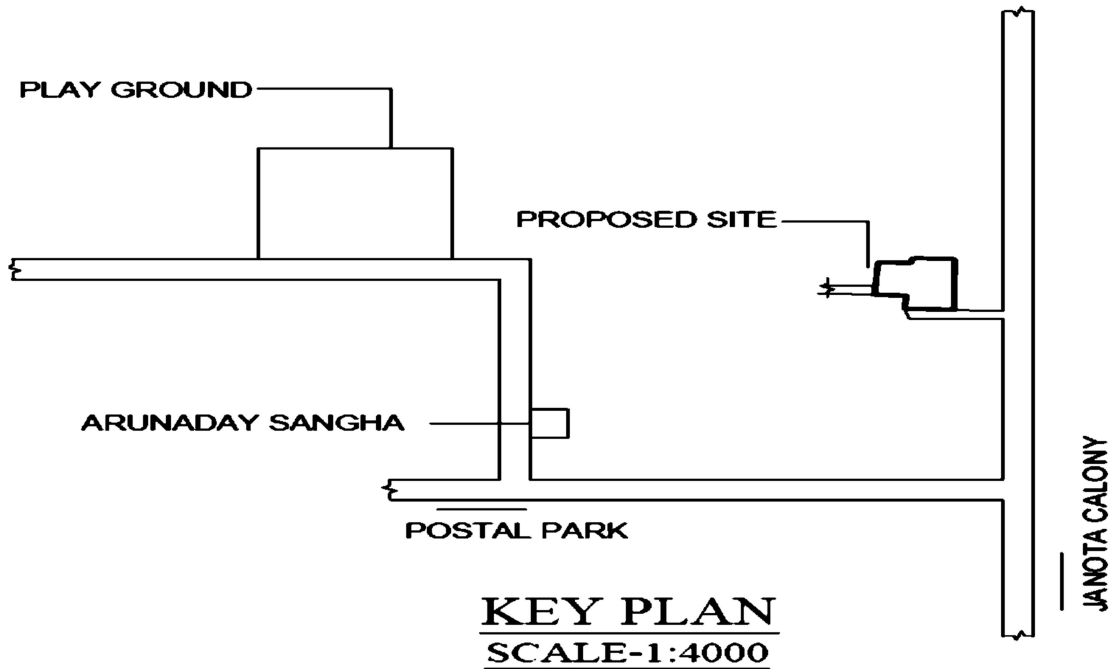 PLAY GROUND
PROPOSED SITE
ARUNADAY SANGHA
POSTAL PARK
JANOTA CALONY
KEY PLAN
SCALE-1:4000